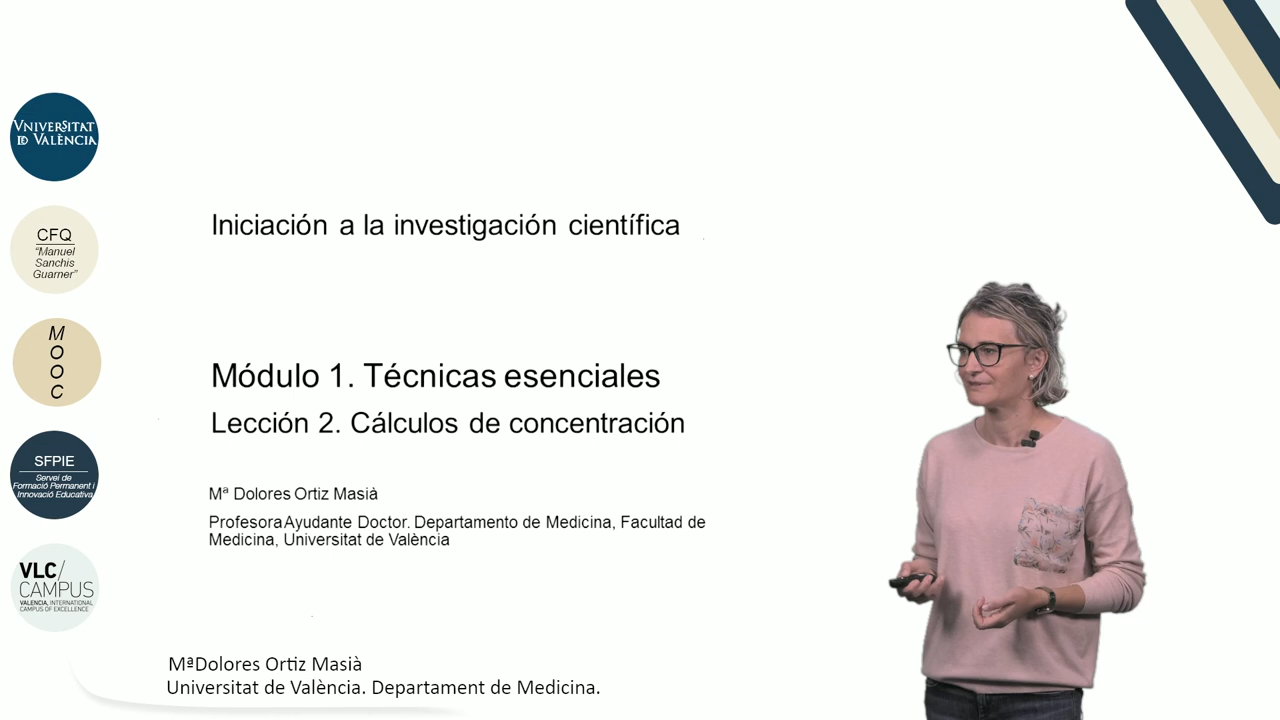 VNIVERSITAT
ID VALÈNCIA
CFQ
“Manuel
Sanchis
Guarner”
M
O
O
C
SFPIE
Servei de
Formació Permanent i
Innovació Educativa
VLC/
CAMPUS
VALENCIA, INTERNATIONAL
CAMPUS OF EXCELLENCE
Iniciación a la investigación científica
Módulo 1. Técnicas esenciales
Lección 2. Cálculos de concentración
Mª Dolores Ortiz Masià
Profesora Ayudante Doctor. Departamento de Medicina, Facultad de
Medicina, Universitat de València
MªDolores Ortiz Masià
Universitat de València. Departament de Medicina.